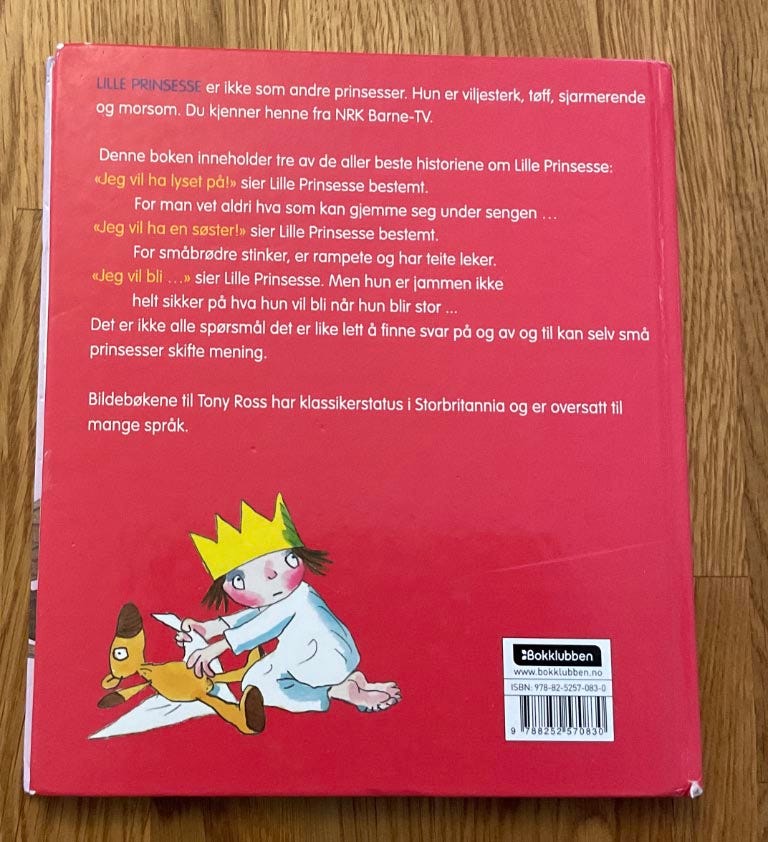 LILLE PRINSESSE er ikke som andre prinsesser. Hun er viljesterk, tøff, sjarmerende
og morsom. Du kjenner henne fra NRK Barne-TV.
Denne boken inneholder tre av de aller beste historiene om Lille Prinsesse:
«Jeg vil ha lyset på!» sier Lille Prinsesse bestemt.
For man vet aldri hva som kan gjemme seg under sengen ...
«Jeg vil ha en søster!» sier Lille Prinsesse bestemt.
For småbrødre stinker, er rampete og har teite leker.
«Jeg vil bli ...» sier Lille Prinsesse. Men hun er jammen ikke
helt sikker på hva hun vil bli når hun blir stor ...
Det er ikke alle spørsmål det er like lett å finne svar på og av og til kan selv små
prinsesser skifte mening.
Bildebøkene til Tony Ross har klassikerstatus i Storbritannia og er oversatt til
mange språk.
Bokklubben
www.bokklubben.no
ISBN: 978-82-5257-083-0
9 788252 570830